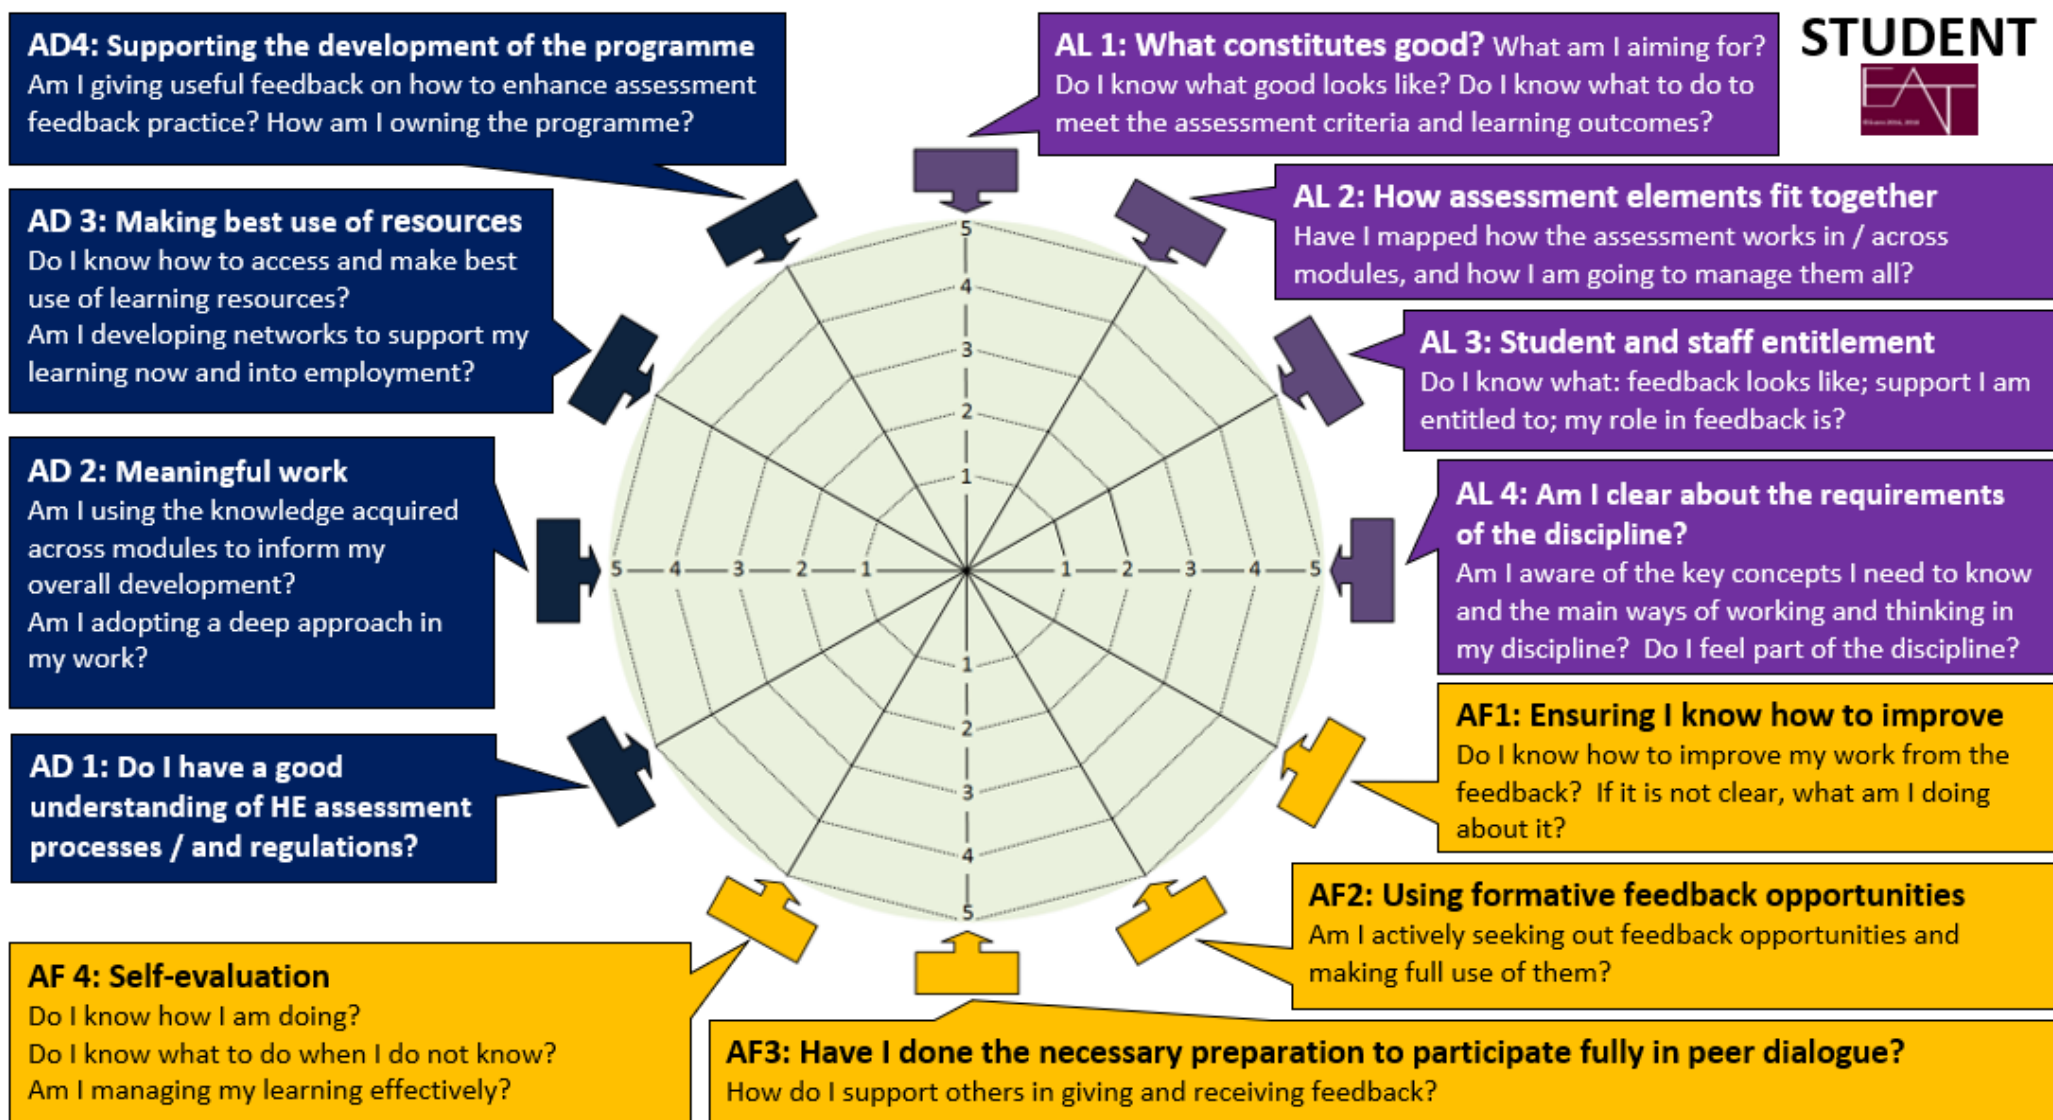 AD4: Supporting the development of the programme
Am I giving useful feedback on how to enhance assessment
feedback practice? How am I owning the programme?
AL 1: What constitutes good? What am I aiming for?
Do I know what good looks like? Do I know what to do to
meet the assessment criteria and learning outcomes?
STUDENT
EAT
AL 2: How assessment elements fit together
Have I mapped how the assessment works in / across
modules, and how I am going to manage them all?
AL 3: Student and staff entitlement
Do I know what: feedback looks like; support I am
entitled to; my role in feedback is?
AL 4: Am I clear about the requirements
of the discipline?
Am I aware of the key concepts I need to know
and the main ways of working and thinking in
my discipline?  Do I feel part of the discipline?
AF1: Ensuring I know how to improve
Do I know how to improve my work from the
feedback?  If it is not clear, what am I doing
about it?
AF2: Using formative feedback opportunities
Am I actively seeking out feedback opportunities and
making full use of them?
AF3: Have I done the necessary preparation to participate fully in peer dialogue?
How do I support others in giving and receiving feedback?
AF 4: Self-evaluation
Do I know how I am doing?
Do I know what to do when I do not know?
Am I managing my learning effectively?
AD 1: Do I have a good
understanding of HE assessment
processes / and regulations?
AD 2: Meaningful work
Am I using the knowledge acquired
across modules to inform my
overall development?
Am I adopting a deep approach in
my work?
AD 3: Making best use of resources
Do I know how to access and make best
use of learning resources?
Am I developing networks to support my
learning now and into employment?
5
4
3
2
1
5 4 3 2 1 1 2 3 4 5
1
2
3
4
5